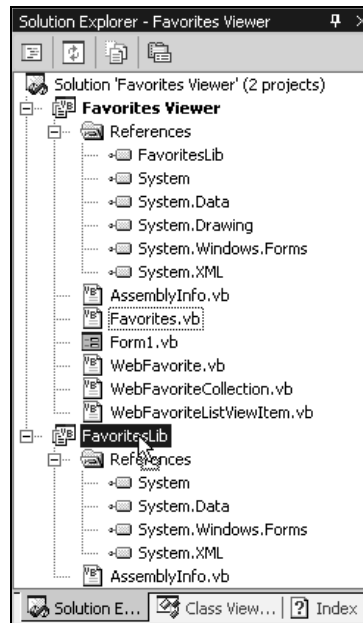 Solution Explorer - Favorites Viewer
Solution 'Favorites Viewer' (2 projects)
Favorites Viewer
References
FavoritesLib
System
System.Data
System.Drawing
System.Windows.Forms
System.XML
AssemblyInfo.vb
Favorites.vb
Form1.vb
WebFavorite.vb
WebFavoriteCollection.vb
WebFavoriteListViewItem.vb
FavoritesLib
References
System
System.Data
System.Windows.Forms
System.XML
AssemblyInfo.vb
Solution E... Class View... Index